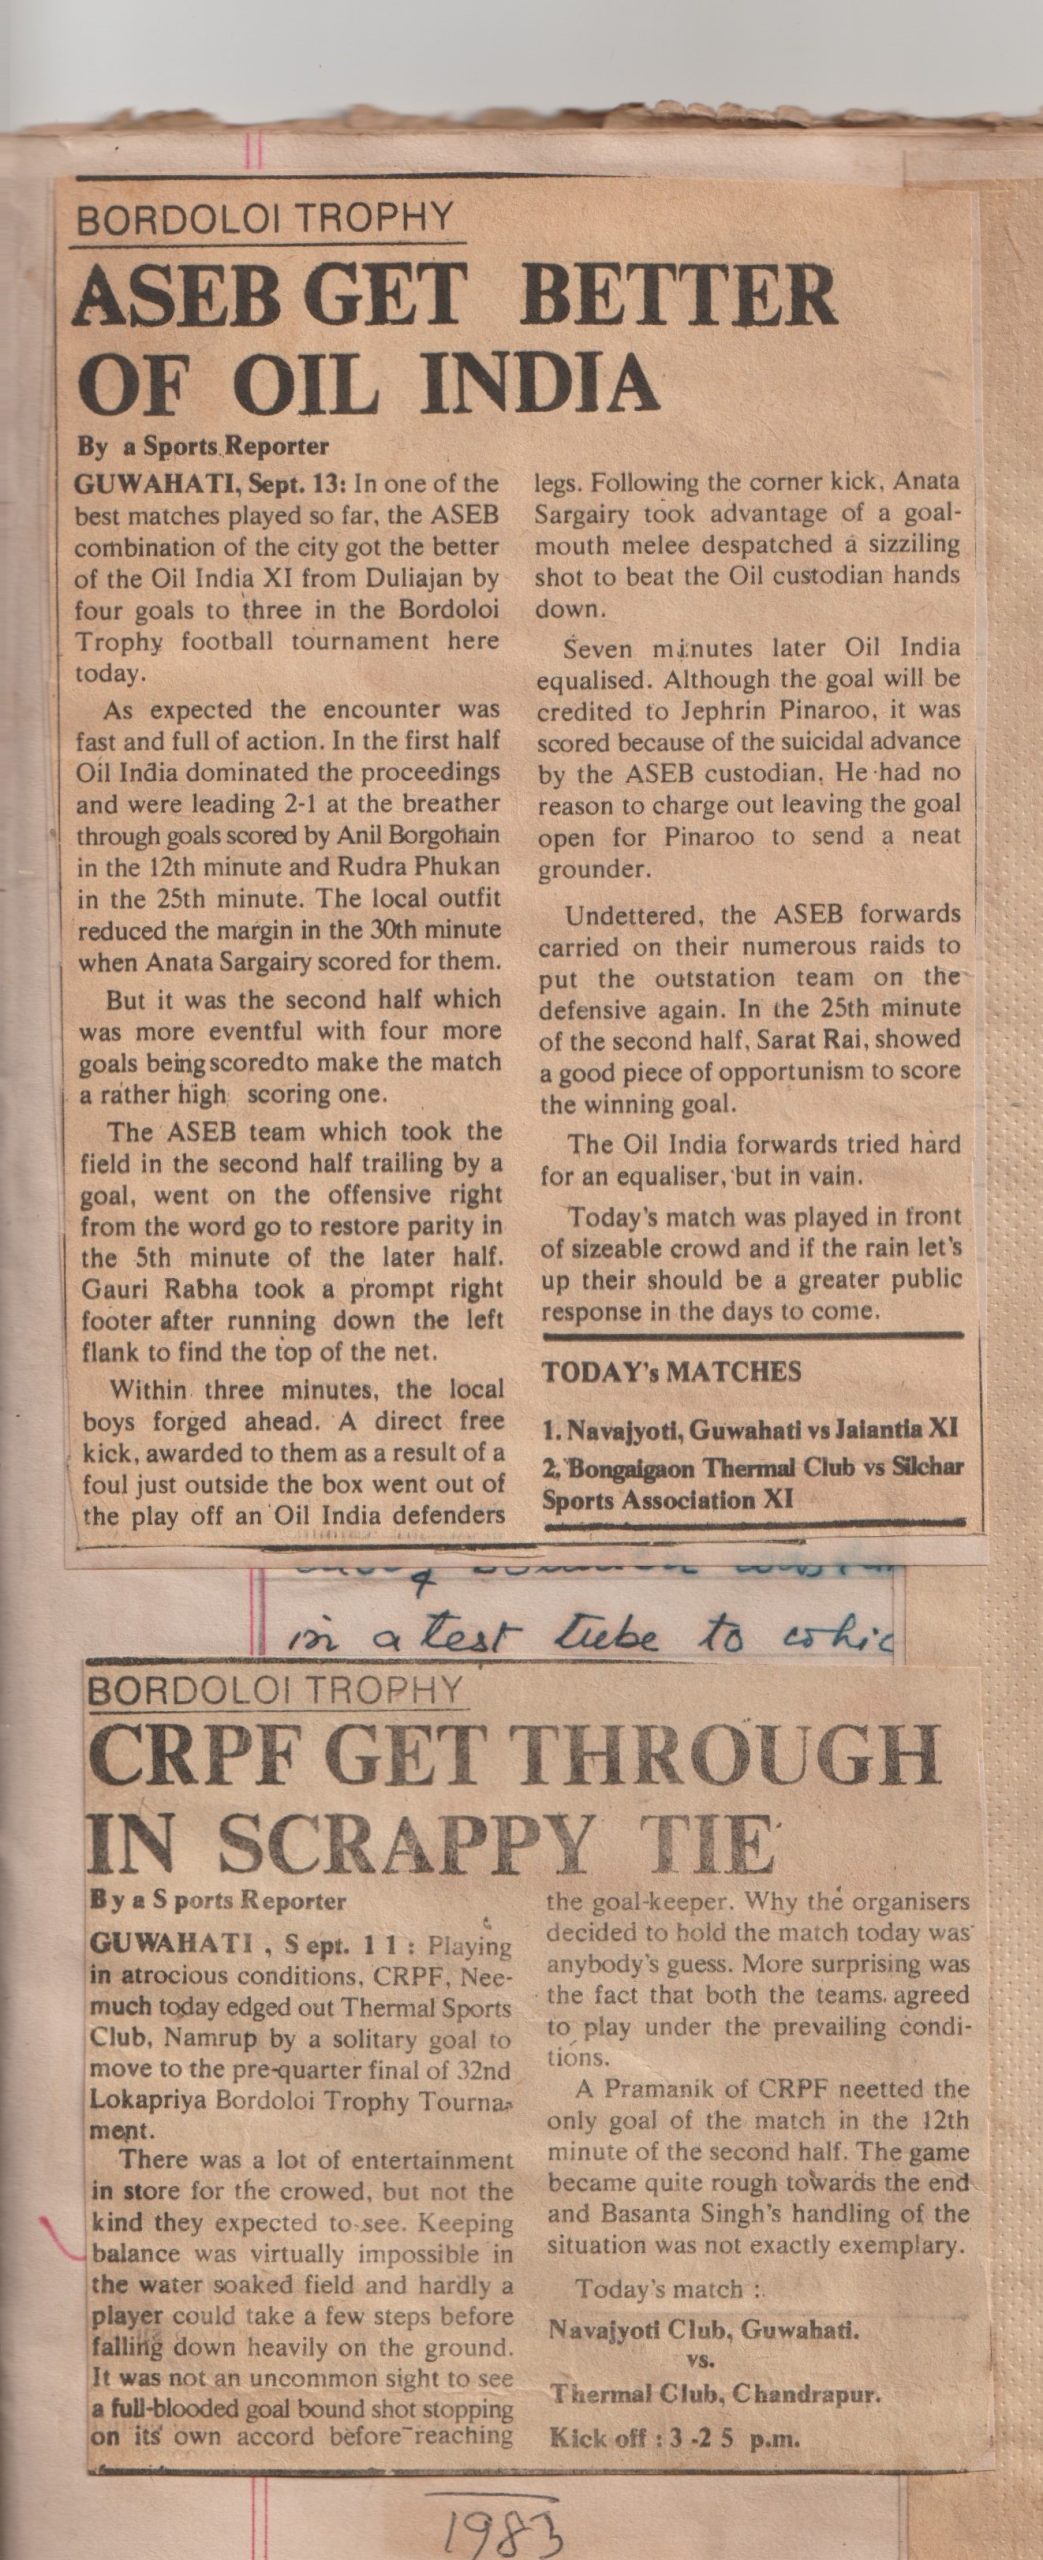 BORDOLOI TROPHY
ASEB GET BETTER
OF OIL INDIA
By a Sports Reporter
GUWAHATI, Sept. 13: In one of the
best matches played so far, the ASEB
combination of the city got the better
of the Oil India XI from Duliajan by
four goals to three in the Bordoloi
Trophy football tournament here
today.
As expected the encounter was
fast and full of action. In the first half
Oil India dominated the proceedings
and were leading 2-1 at the breather
through goals scored by Anil Borgohain
in the 12th minute and Rudra Phukan
in the 25th minute. The local outfit
reduced the margin in the 30th minute
when Anata Sargairy scored for them.
But it was the second half which
was more eventful with four more
goals being scored to make the match
a rather high scoring one.
The ASEB team which took the
field in the second half trailing by a
goal, went on the offensive right
from the word go to restore parity in
the 5th minute of the later half.
Gauri Rabha took a prompt right
footer after running down the left
flank to find the top of the net.
Within three minutes, the local
boys forged ahead. A direct free
kick, awarded to them as a result of a
foul just outside the box went out of
the play off an Oil India defenders
legs. Following the corner kick, Anata
Sargairy took advantage of a goal-
mouth melee despatched a sizziling
shot to beat the Oil custodian hands
down.
Seven minutes later Oil India
equalised. Although the goal will be
credited to Jephrin Pinaroo, it was
scored because of the suicidal advance
by the ASEB custodian. He had no
reason to charge out leaving the goal
open for Pinaroo to send a neat
grounder.
Undettered, the ASEB forwards
carried on their numerous raids to
put the outstation team on the
defensive again. In the 25th minute
of the second half, Sarat Rai, showed
a good piece of opportunism to score
the winning goal.
The Oil India forwards tried hard
for an equaliser, but in vain.
Today's match was played in front
of sizeable crowd and if the rain let's
up their should be a greater public
response in the days to come.
TODAY's MATCHES
1. Navajyoti, Guwahati vs Jaiantia XI
2. Bongaigaon Thermal Club vs Silchar
Sports Association XI
in a test tube to whic
BORDOLOI TROPHY
CRPF GET THROUGH
IN SCRAPPY TIE
By a Sports Reporter
GUWAHATI, Sept. 11: Playing
in atrocious conditions, CRPF, Nee-
much today edged out Thermal Sports
Club, Namrup by a solitary goal to
move to the pre-quarter final of 32nd
Lokapriya Bordoloi Trophy Tourna-
ment.
There was a lot of entertainment
in store for the crowed, but not the
kind they expected to see. Keeping
balance was virtually impossible in
the water soaked field and hardly a
player could take a few steps before
falling down heavily on the ground.
It was not an uncommon sight to see
a full-blooded goal bound shot stopping
on its own accord before reaching
the goal-keeper. Why the organisers
decided to hold the match today was
anybody's guess. More surprising was
the fact that both the teams. agreed
to play under the prevailing condi-
tions.
A Pramanik of CRPF neetted the
only goal of the match in the 12th
minute of the second half. The game
became quite rough towards the end
and Basanta Singh's handling of the
situation was not exactly exemplary.
Today's match :
Navajyoti Club, Guwahati.
vs.
Thermal Club, Chandrapur.
Kick off : 3-25 p.m.
1983